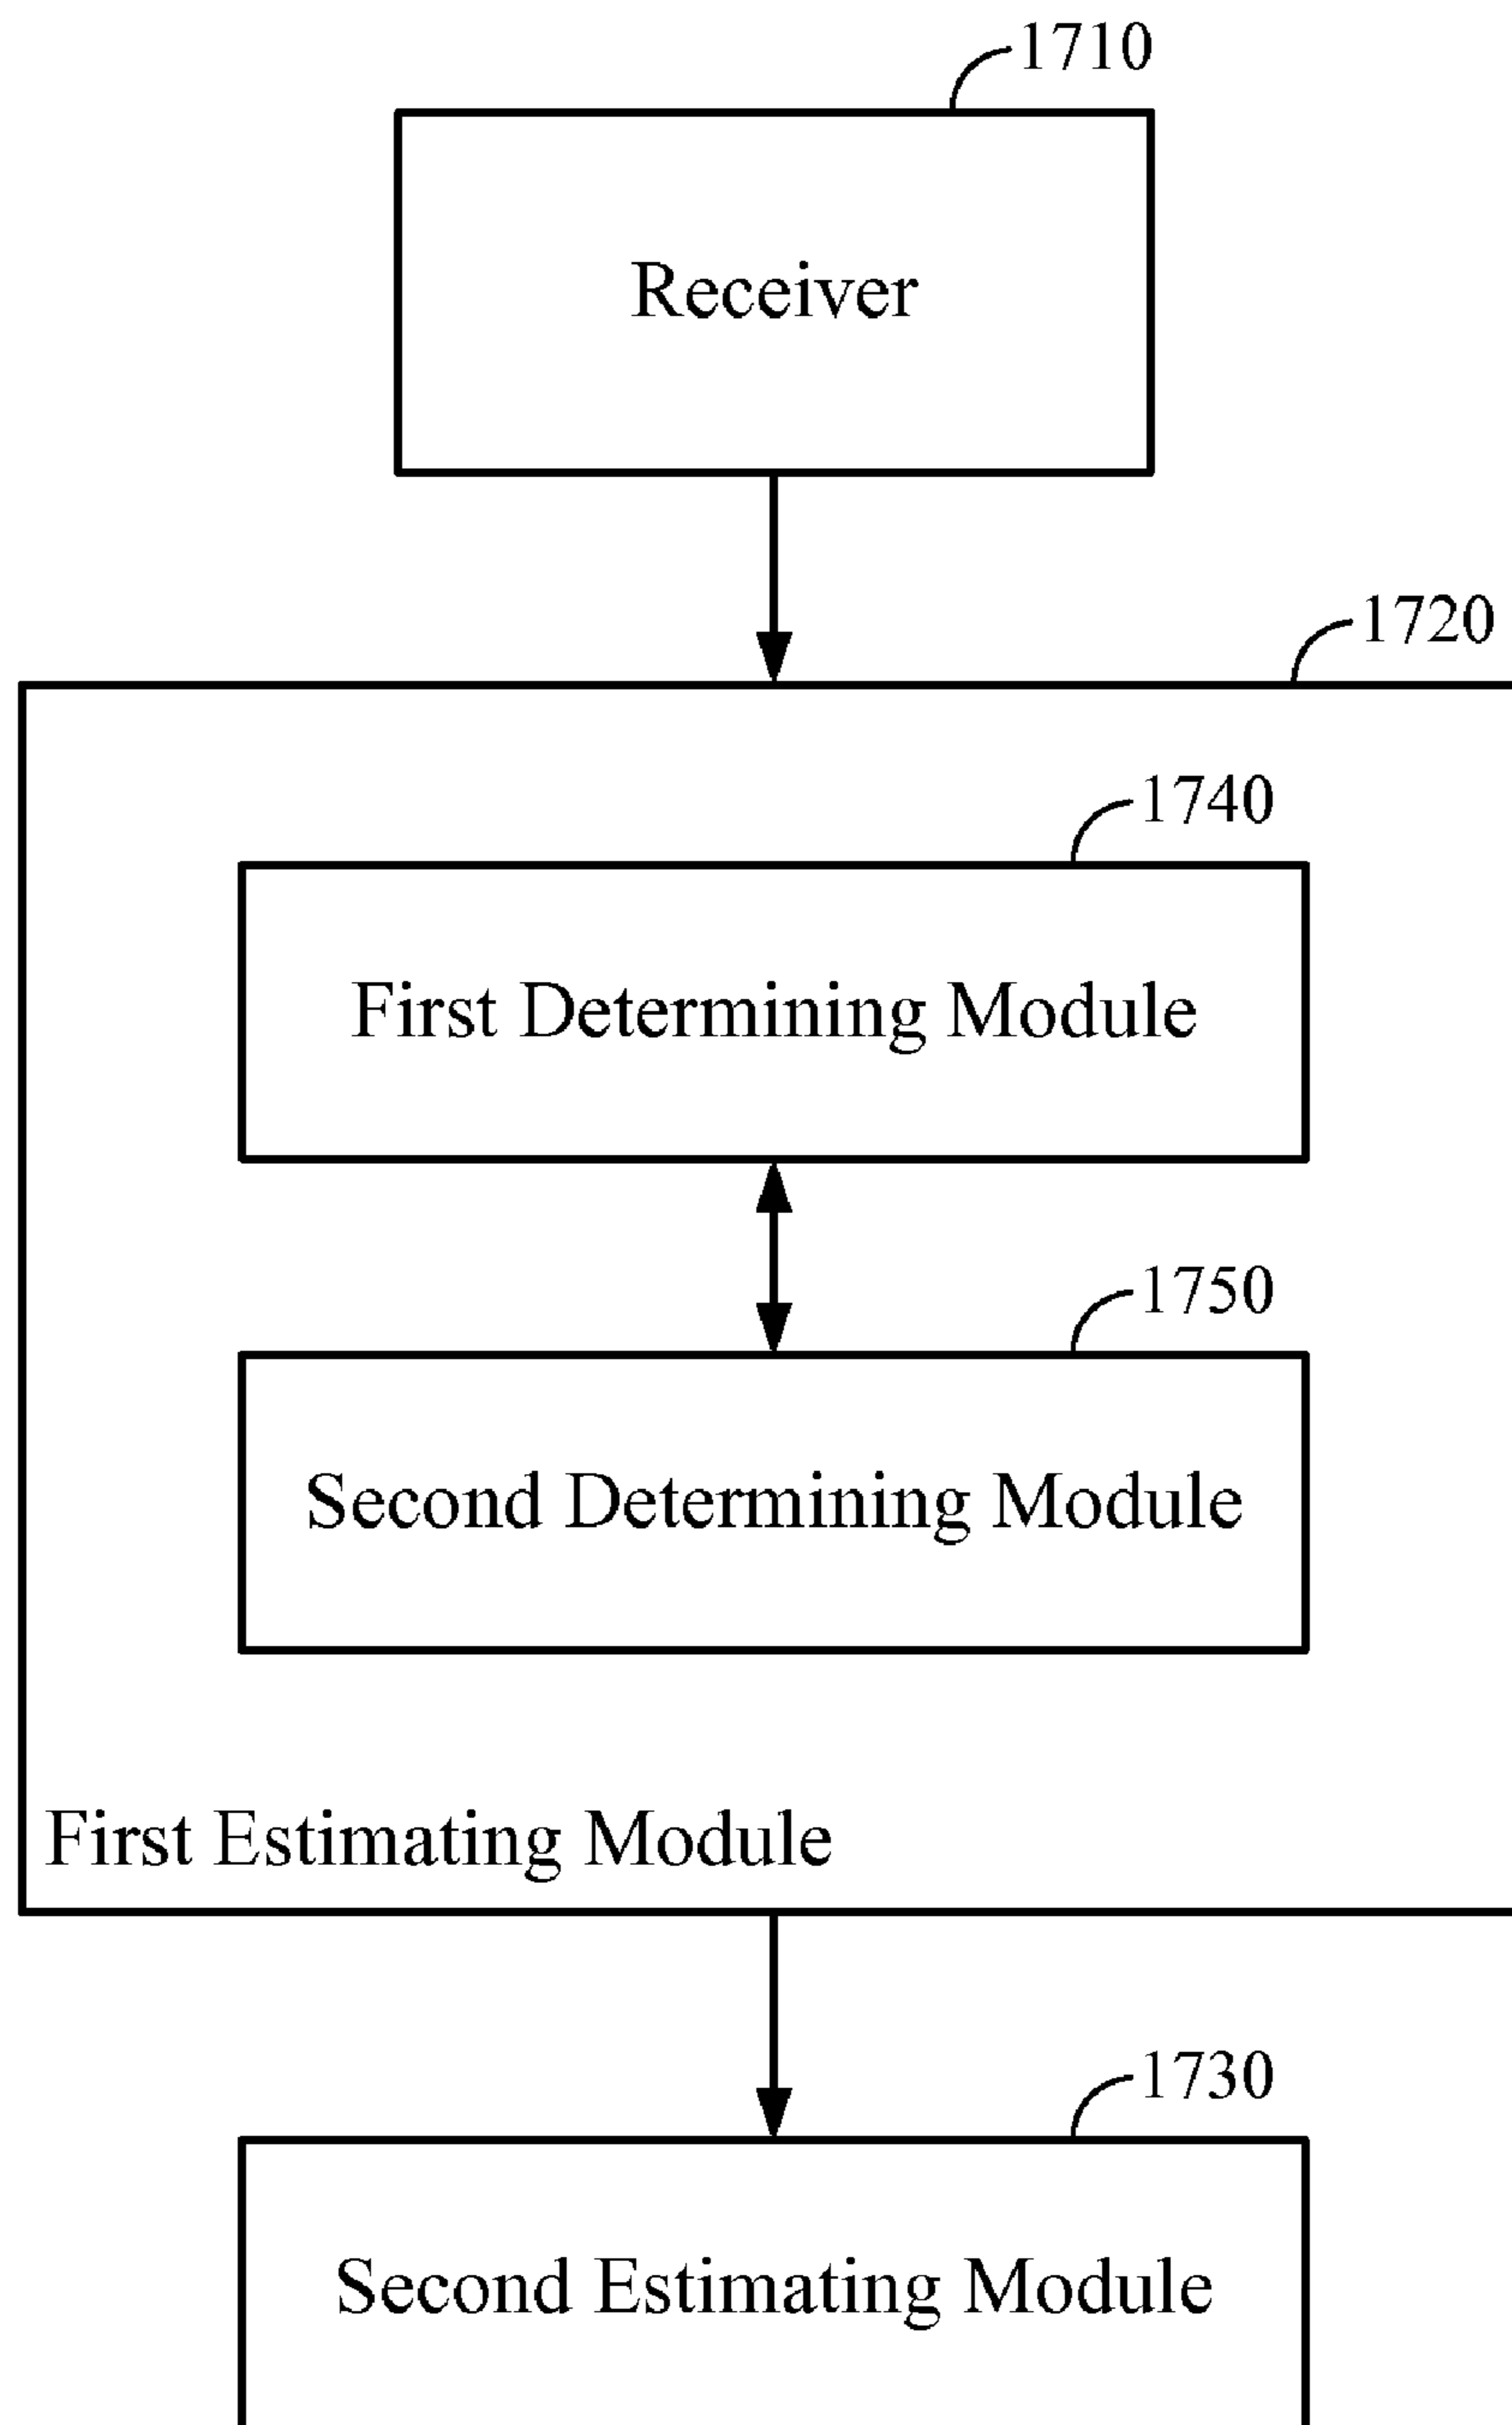 1710
Receiver
1720
1740
First Determining Module
1750
Second Determining Module
First Estimating Module
1730
Second Estimating Module